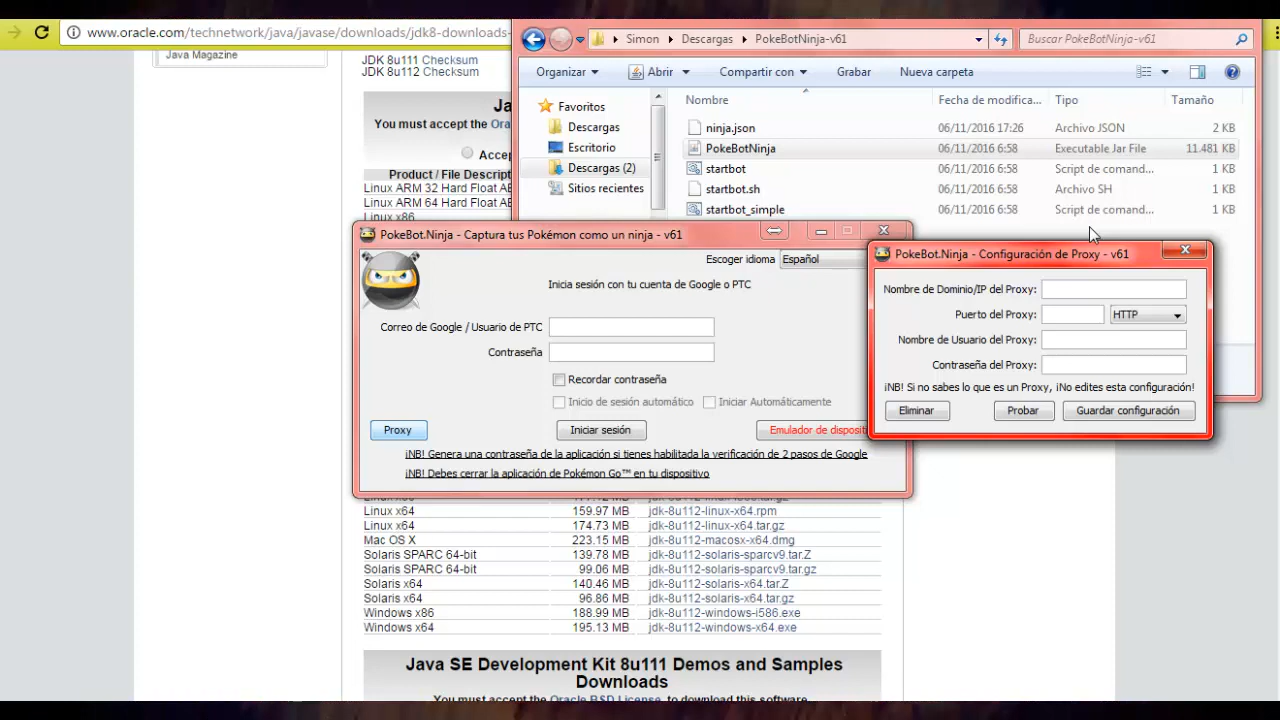 www.oracle.com/technetwork/java/javase/downloads/jdk8-downloads-
Java Magazine
JDK 8u111 Checksum
JDK 8u112 Checksum
Ja
You must accept the Ora
Accep
Product / File Descript
Linux ARM 32 Hard Float AE
Linux ARM 64 Hard Float AE
Linux x86
Simon
Descargas
PokeBotNinja-v61
Buscar PokeBotNinja-v61
Organizar
Abrir
Compartir con
Grabar
Nueva carpeta
Favoritos
Descargas
Escritorio
Descargas (2)
Sitios recientes
Nombre Fecha de modifica... Tipo Tamaño
ninja.json 06/11/2016 17:26 Archivo JSON 2 KB
PokeBotNinja 06/11/2016 6:58 Executable Jar File 11.481 KB
startbot 06/11/2016 6:58 Script de comand... 1 KB
startbot.sh 06/11/2016 6:58 Archivo SH 1 KB
startbot_simple 06/11/2016 6:58 Script de comand... 1 KB
PokeBot.Ninja - Captura tus Pokémon como un ninja - v61
Escoger idioma Español
Inicia sesión con tu cuenta de Google o PTC
Correo de Google / Usuario de PTC
Contraseña
Recordar contraseña
Inicio de sesión automático
Iniciar Automáticamente
Proxy
Iniciar sesión
Emulador de disposit
¡NB! Genera una contraseña de la aplicación si tienes habilitada la verificación de 2 pasos de Google
¡NB! Debes cerrar la aplicación de Pokémon Go™ en tu dispositivo
PokeBot.Ninja - Configuración de Proxy - v61
Nombre de Dominio/IP del Proxy:
Puerto del Proxy: HTTP
Nombre de Usuario del Proxy:
Contraseña del Proxy:
¡NB! Si no sabes lo que es un Proxy, ¡No edites esta configuración!
Eliminar
Probar
Guardar configuración
Linux x64 159.97 MB jdk-8u112-linux-x64.rpm
Linux x64 174.73 MB jdk-8u112-linux-x64.tar.gz
Mac OS X 223.15 MB jdk-8u112-macosx-x64.dmg
Solaris SPARC 64-bit 139.78 MB jdk-8u112-solaris-sparcv9.tar.Z
Solaris SPARC 64-bit 99.06 MB jdk-8u112-solaris-sparcv9.tar.gz
Solaris x64 140.46 MB jdk-8u112-solaris-x64.tar.Z
Solaris x64 96.86 MB jdk-8u112-solaris-x64.tar.gz
Windows x86 188.99 MB jdk-8u112-windows-i586.exe
Windows x64 195.13 MB jdk-8u112-windows-x64.exe
Java SE Development Kit 8u111 Demos and Samples
Downloads
You must accept the Oracle BSD License. to download this software.